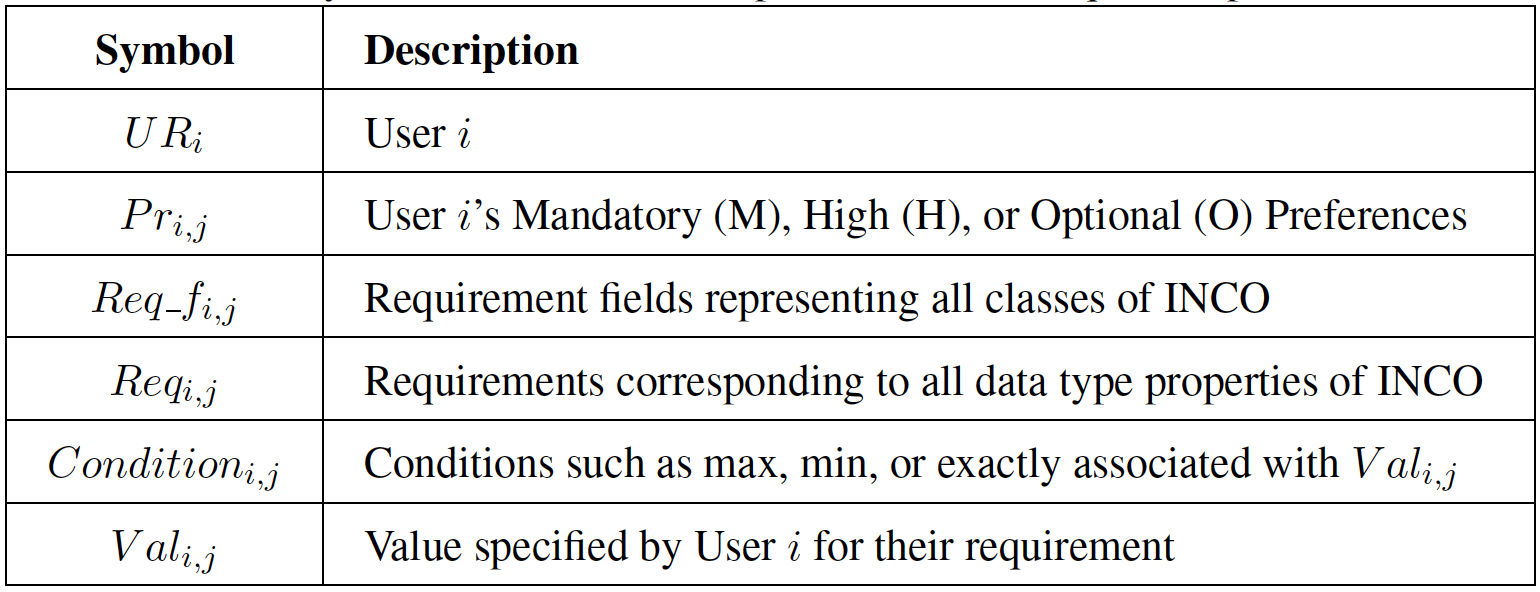 Symbol Description
UR_i User i
Pr_{i,j} User i's Mandatory (M), High (H), or Optional (O) Preferences
Req_f_{i,j} Requirement fields representing all classes of INCO
Req_{i,j} Requirements corresponding to all data type properties of INCO
Condition_{i,j} Conditions such as max, min, or exactly associated with Val_{i,j}
Val_{i,j} Value specified by User i for their requirement